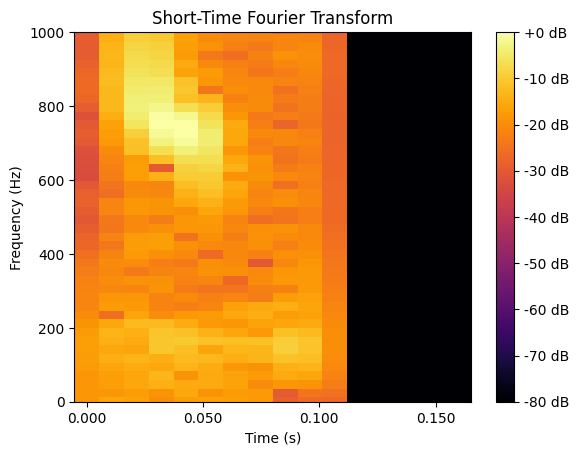 Short-Time Fourier Transform
1000
800
600
400
200
0
Frequency (Hz)
0.000
0.050
0.100
0.150
Time (s)
+0 dB
-10 dB
-20 dB
-30 dB
-40 dB
-50 dB
-60 dB
-70 dB
-80 dB